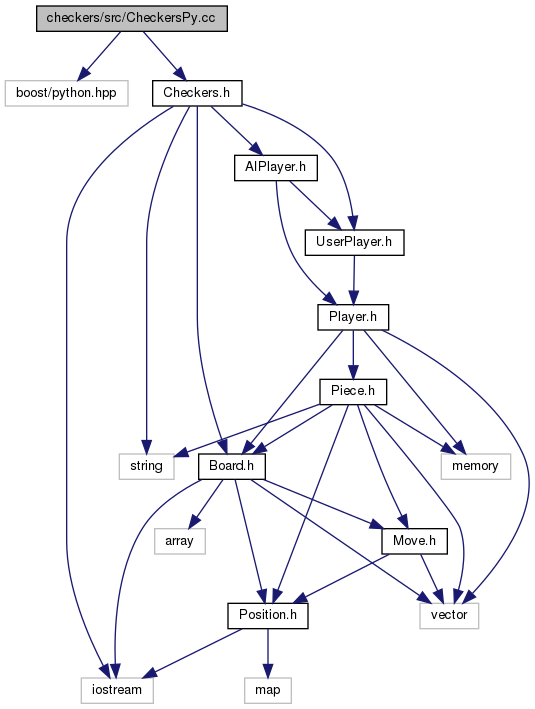 checkers/src/CheckersPy.cc
boost/python.hpp
Checkers.h
AIPlayer.h
UserPlayer.h
Player.h
Piece.h
string
Board.h
memory
array
Move.h
Position.h
vector
iostream
map